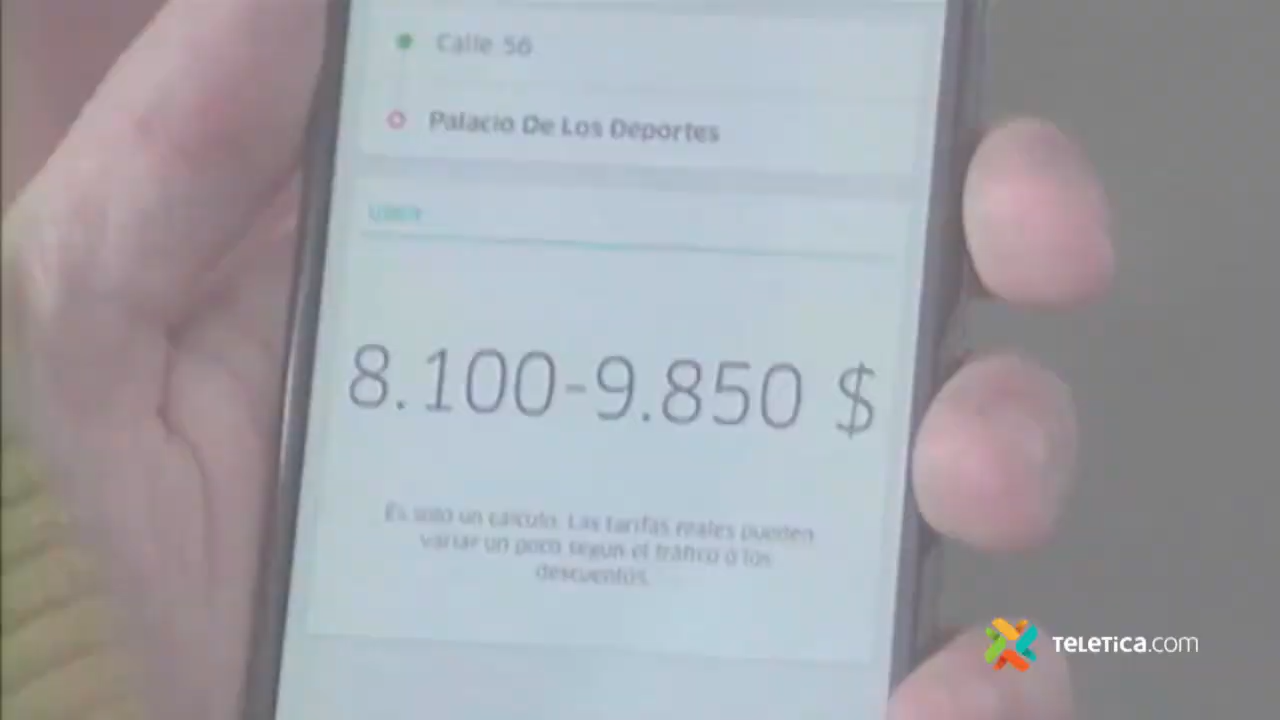 Calle 56
Palacio De Los Deportes
8.100-9.850 $
Es solo un cálculo. Las tarifas reales pueden
variar un poco según el tráfico o los
descuentos.
TELETICA.com